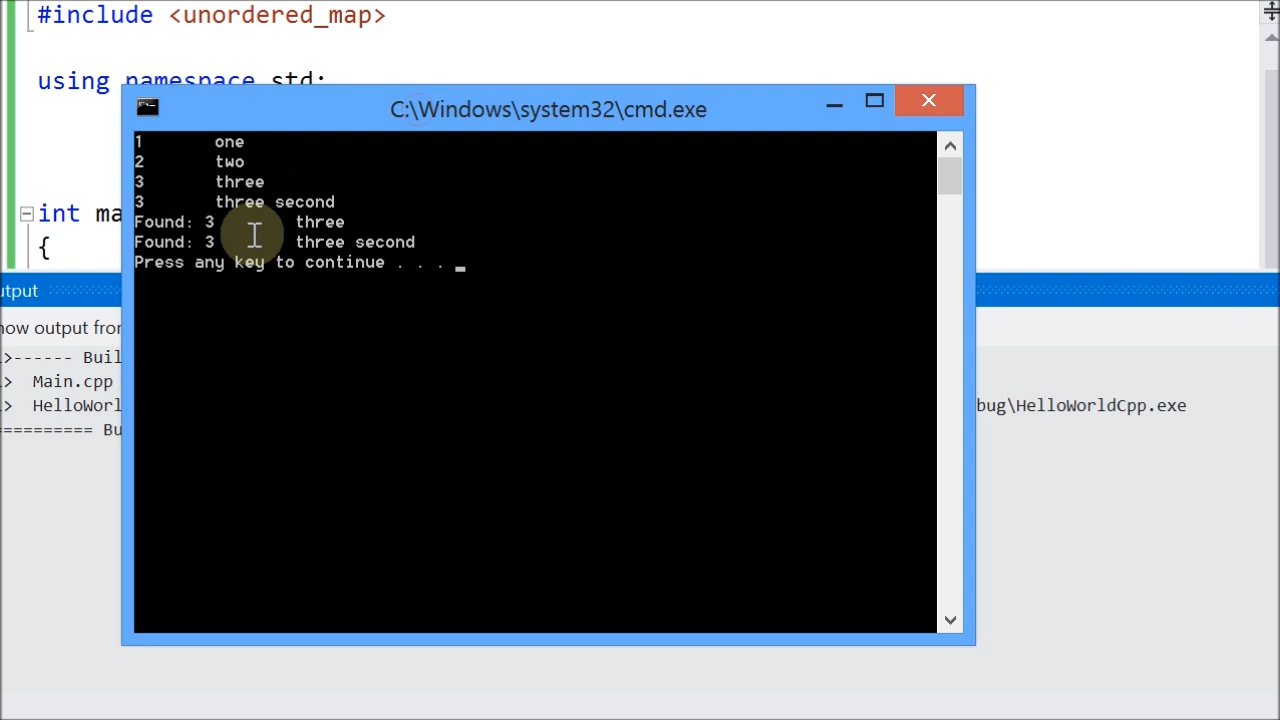 #include <unordered_map>
using namespace std;
C:\Windows\system32\cmd.exe
1 one
2 two
3 three
3 three second
Found: 3 three
Found: 3 three second
Press any key to continue . . . _
int ma
{
utput
how output from
>------ Buil
> Main.cpp
> HelloWorl bug\HelloWorldCpp.exe
========== Bu